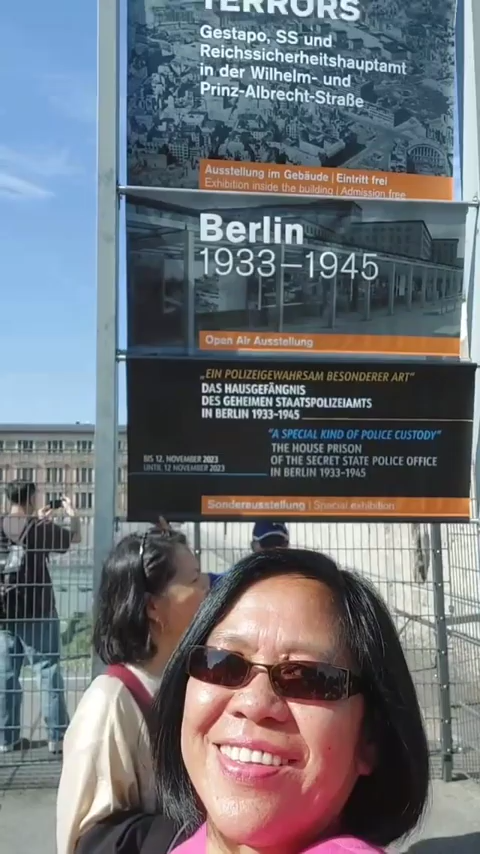 TERRORS
Gestapo, SS und
Reichssicherheitshauptamt
in der Wilhelm- und
Prinz-Albrecht-Straße
Ausstellung im Gebäude | Eintritt frei
Exhibition inside the building | Admission free
Berlin
1933–1945
Open Air Ausstellung
„EIN POLIZEIGEWAHRSAM BESONDERER ART“
DAS HAUSGEFÄNGNIS
DES GEHEIMEN STAATSPOLIZEIAMTS
IN BERLIN 1933–1945
“A SPECIAL KIND OF POLICE CUSTODY”
THE HOUSE PRISON
OF THE SECRET STATE POLICE OFFICE
IN BERLIN 1933–1945
BIS 12. NOVEMBER 2023
UNTIL 12 NOVEMBER 2023
Sonderausstellung | Special exhibition